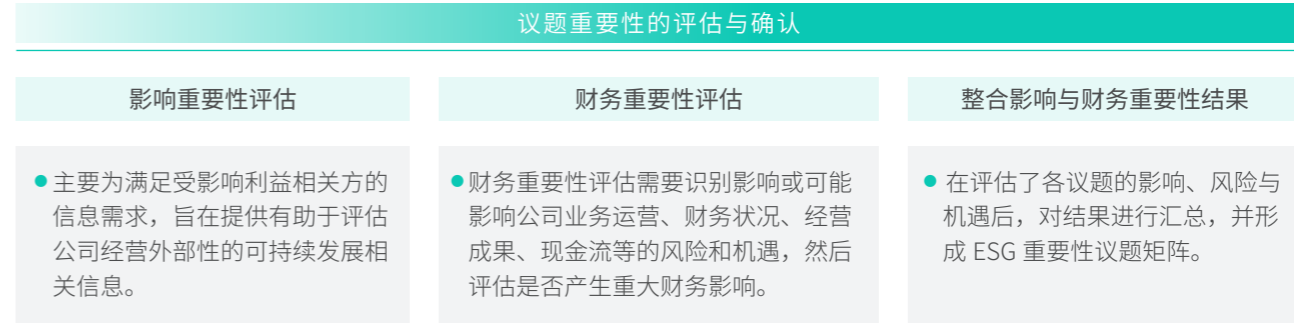 议题重要性的评估与确认
影响重要性评估
●主要为满足受影响利益相关方的
信息需求，旨在提供有助于评估
公司经营外部性的可持续发展相
关信息。
财务重要性评估
●财务重要性评估需要识别影响或可能
影响公司业务运营、财务状况、经营
成果、现金流等的风险和机遇，然后
评估是否产生重大财务影响。
整合影响与财务重要性结果
●在评估了各议题的影响、风险与
机遇后，对结果进行汇总，并形
成 ESG 重要性议题矩阵。